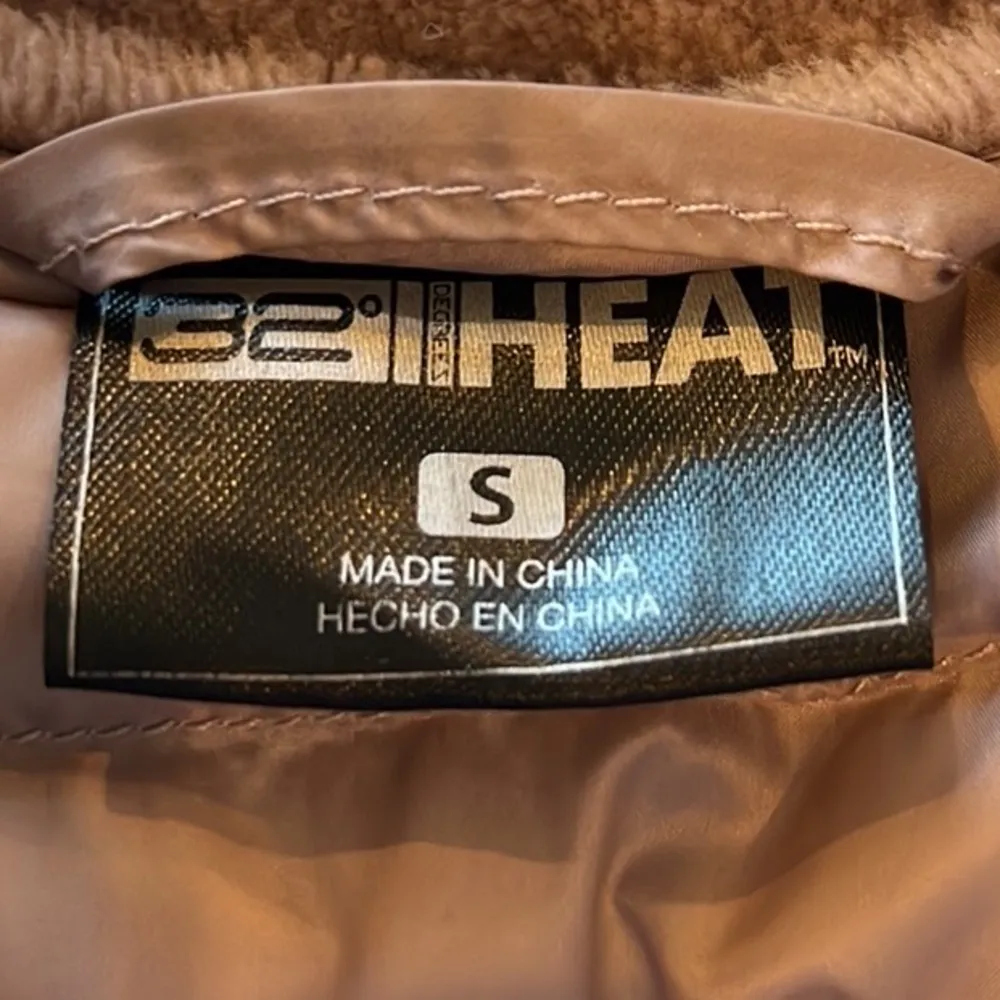 32° DEGREES HEAT™
S
MADE IN CHINA
HECHO EN CHINA